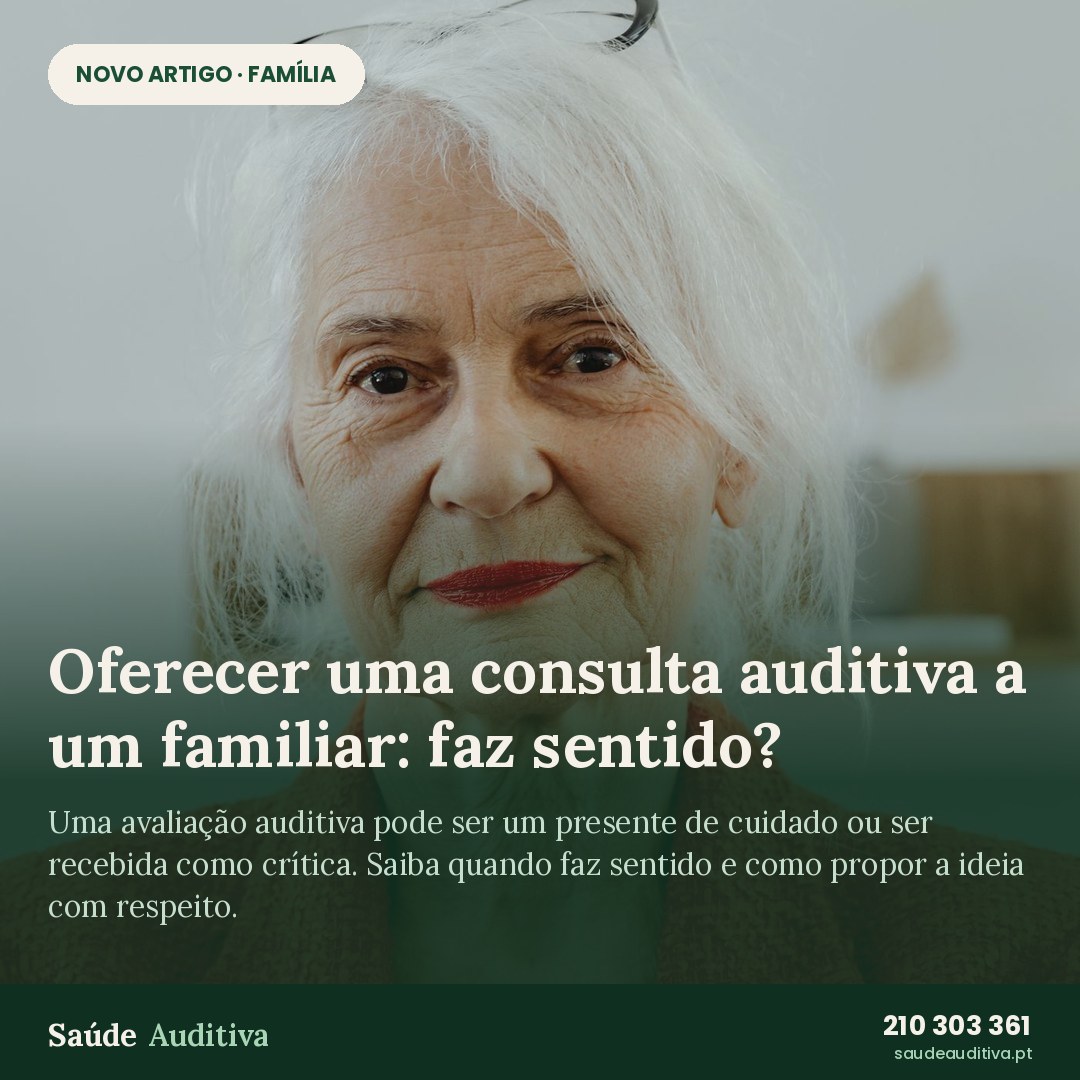 NOVO ARTIGO · FAMÍLIA
Oferecer uma consulta auditiva a
um familiar: faz sentido?
Uma avaliação auditiva pode ser um presente de cuidado ou ser
recebida como crítica. Saiba quando faz sentido e como propor a ideia
com respeito.
Saúde Auditiva
210 303 361
saudeauditiva.pt